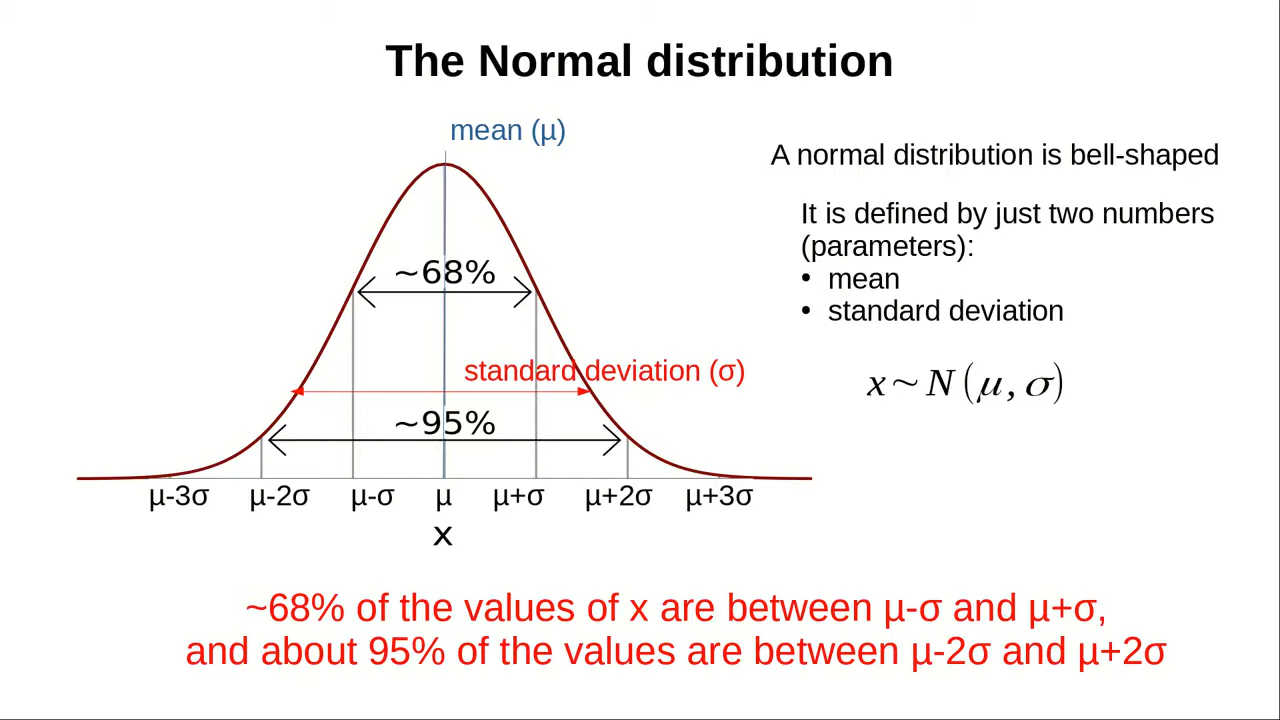 The Normal distribution
mean (μ)
A normal distribution is bell-shaped
It is defined by just two numbers
(parameters):
• mean
• standard deviation
~68%
standard deviation (σ)
x ~ N (μ, σ)
~95%
μ-3σ μ-2σ μ-σ μ μ+σ μ+2σ μ+3σ
x
~68% of the values of x are between μ-σ and μ+σ,
and about 95% of the values are between μ-2σ and μ+2σ